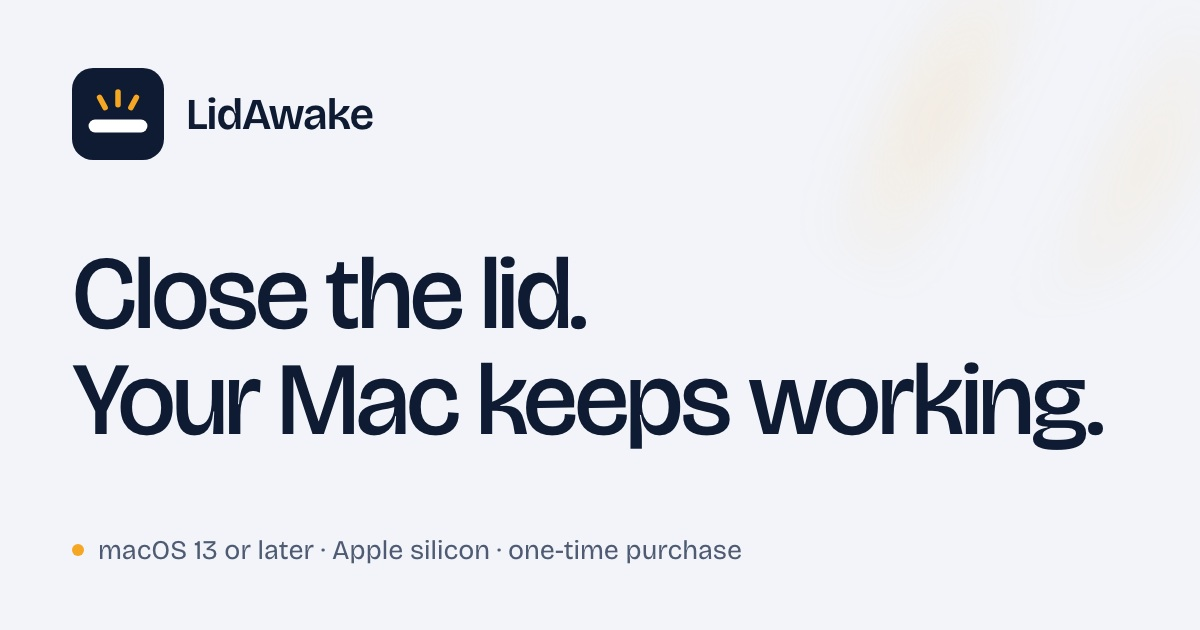 LidAwake
Close the lid.
Your Mac keeps working.
macOS 13 or later · Apple silicon · one-time purchase